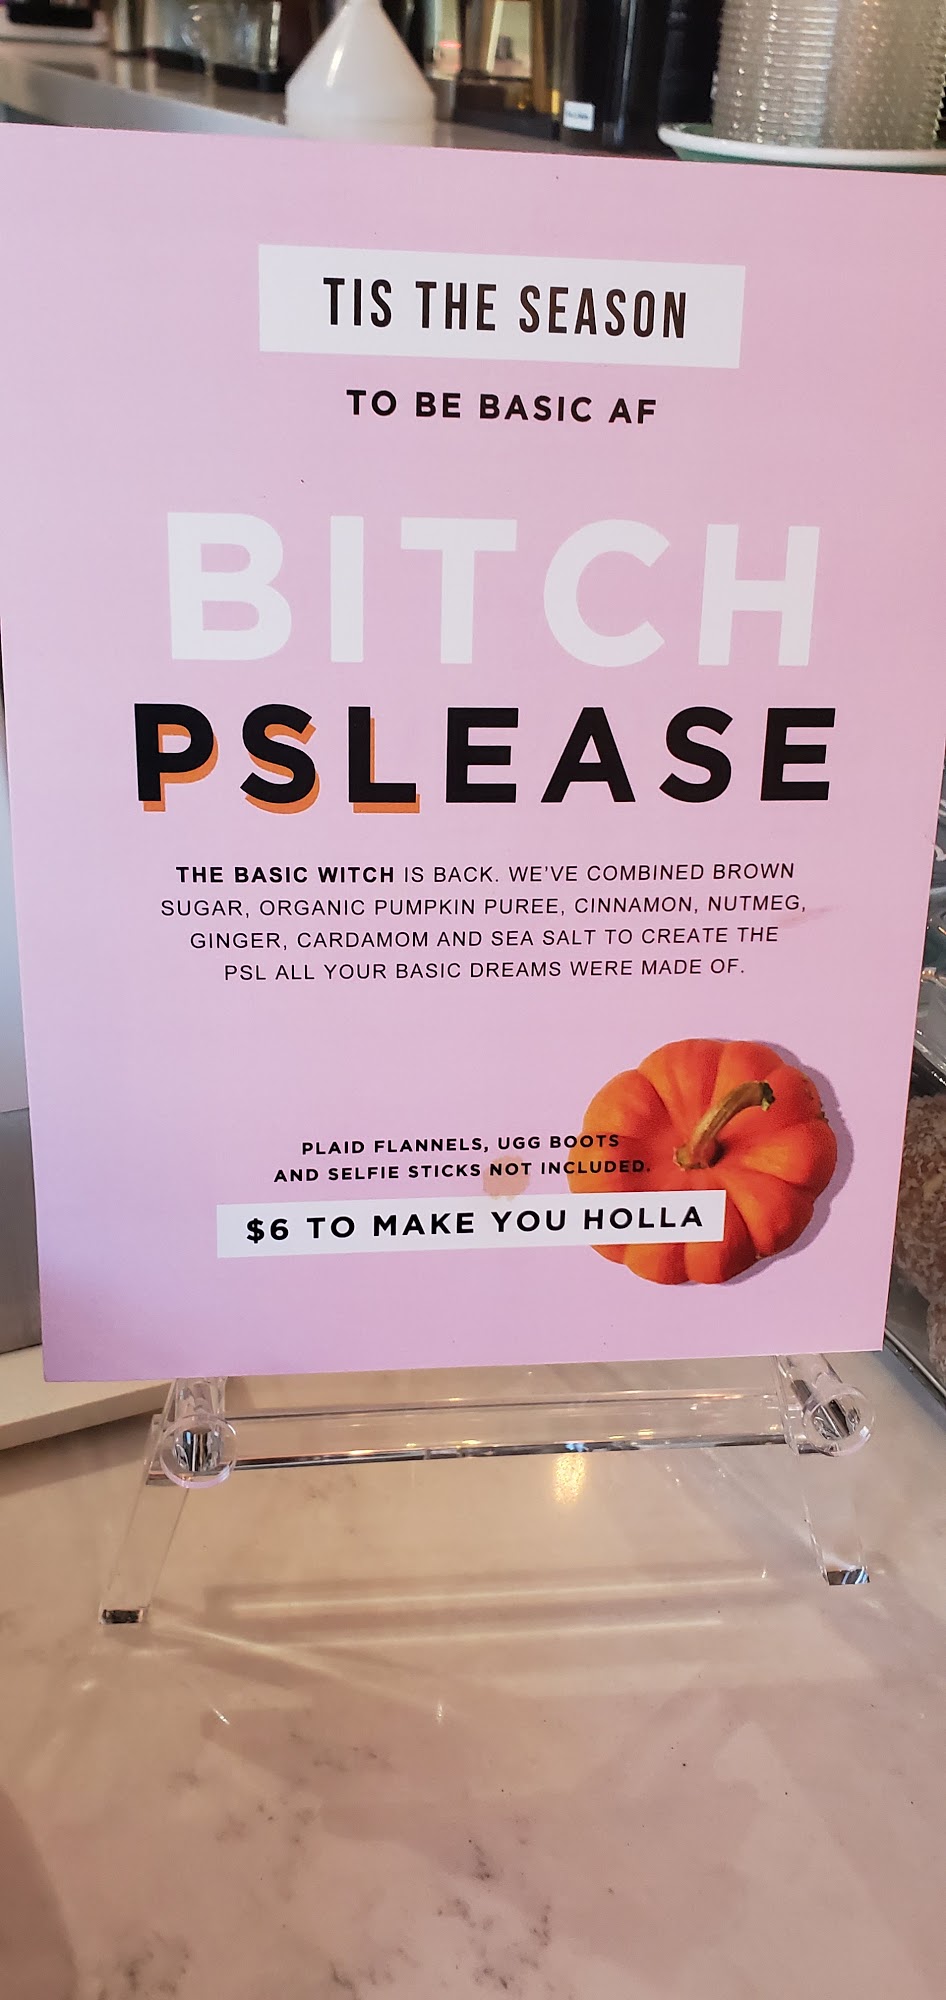 TIS THE SEASON
TO BE BASIC AF
BITCH
PSLEASE
THE BASIC WITCH IS BACK. WE'VE COMBINED BROWN
SUGAR, ORGANIC PUMPKIN PUREE, CINNAMON, NUTMEG,
GINGER, CARDAMOM AND SEA SALT TO CREATE THE
PSL ALL YOUR BASIC DREAMS WERE MADE OF.
PLAID FLANNELS, UGG BOOTS
AND SELFIE STICKS NOT INCLUDED.
$6 TO MAKE YOU HOLLA